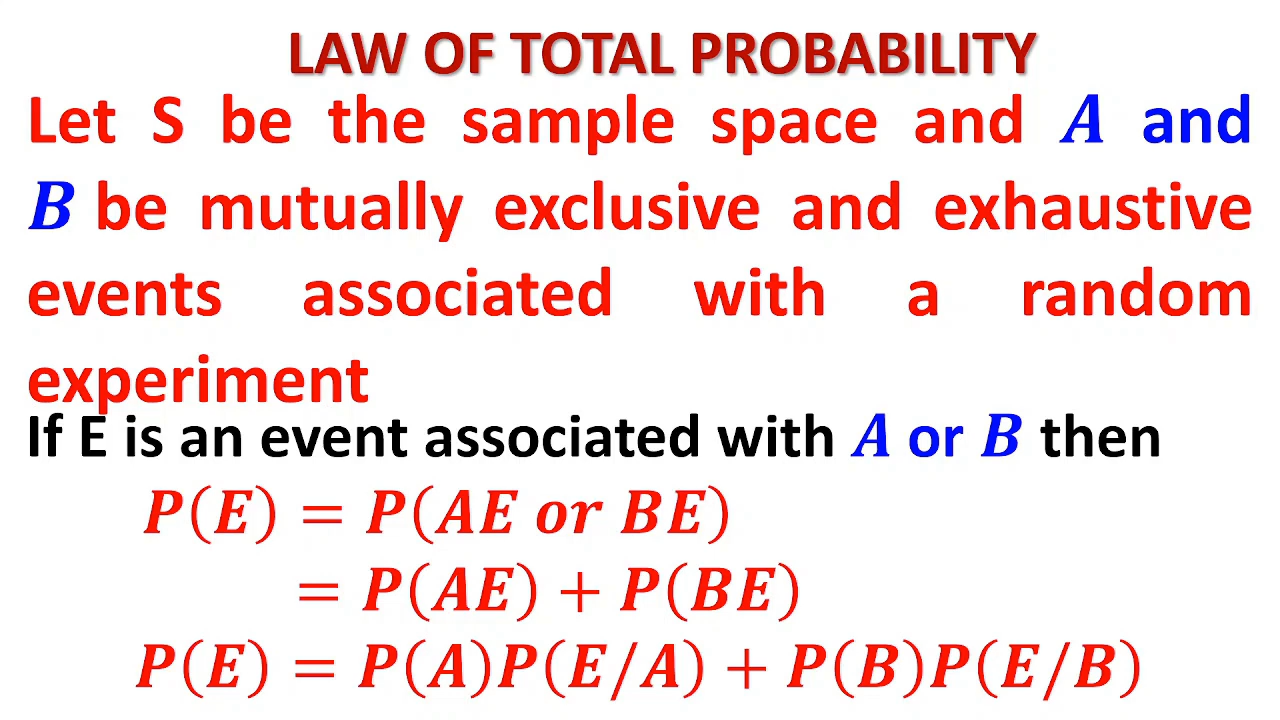 LAW OF TOTAL PROBABILITY
Let S be the sample space and A and
B be mutually exclusive and exhaustive
events associated with a random
experiment
If E is an event associated with A or B then
P(E) = P(AE or BE)
= P(AE) + P(BE)
P(E) = P(A)P(E/A) + P(B)P(E/B)